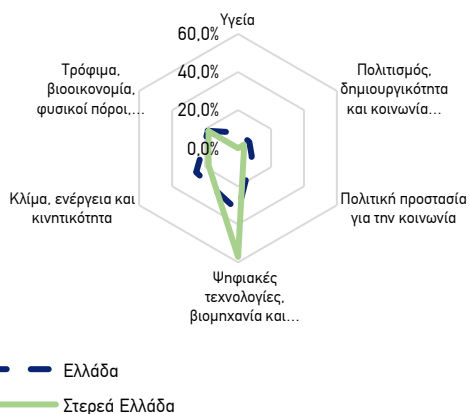 Υγεία
60,0%
40,0%
20,0%
0,0%
Πολιτισμός,
δημιουργικότητα
και κοινωνία...
Πολιτική προστασία
για την κοινωνία
Ψηφιακές
τεχνολογίες,
βιομηχανία και...
Κλίμα, ενέργεια και
κινητικότητα
Τρόφιμα,
βιοοικονομία,
φυσικοί πόροι,...
Ελλάδα
Στερεά Ελλάδα